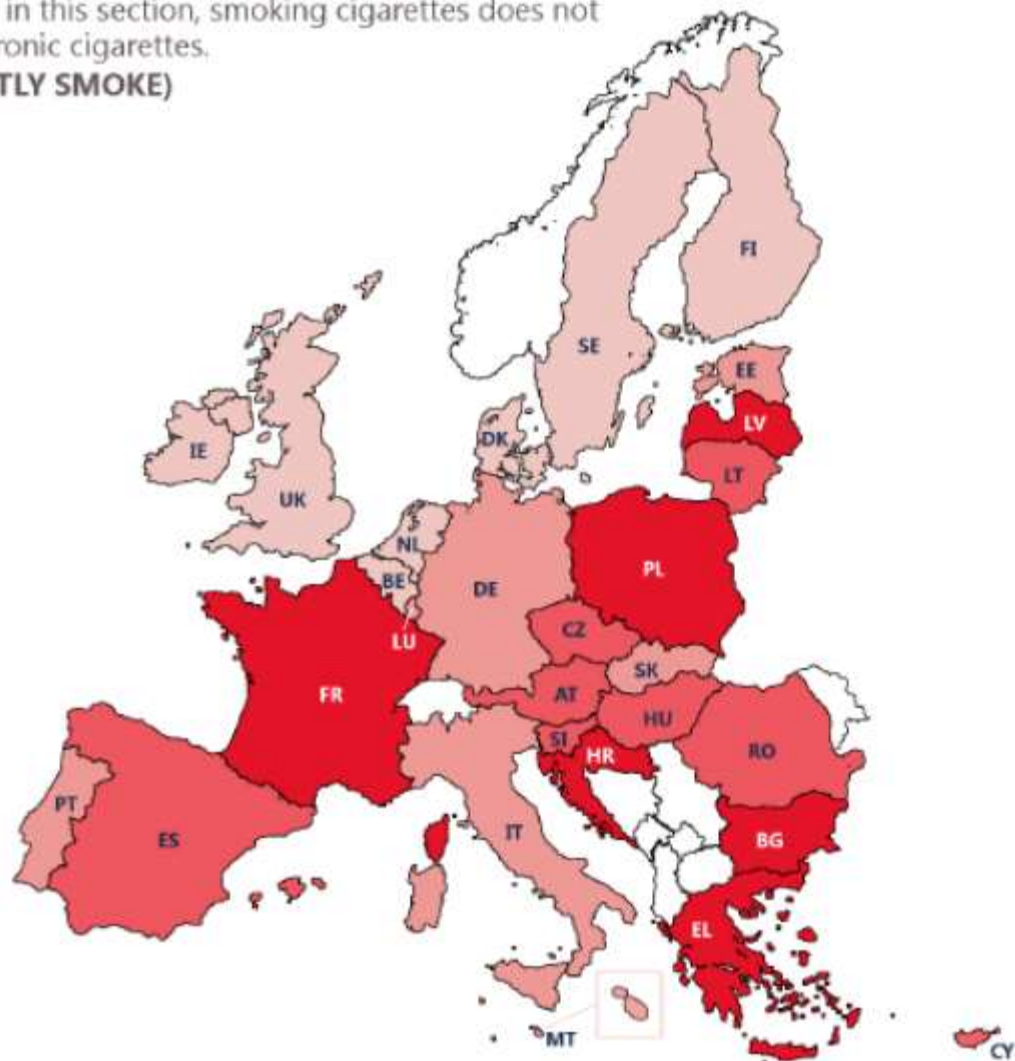 in this section, smoking cigarettes does not
ronic cigarettes.
TLY SMOKE)
FI
SE
EE
LV
DK
LT
IE
UK
NL
BE
DE
PL
LU
CZ
SK
FR
AT
HU
SI
HR
RO
PT
ES
IT
BG
EL
MT
CY